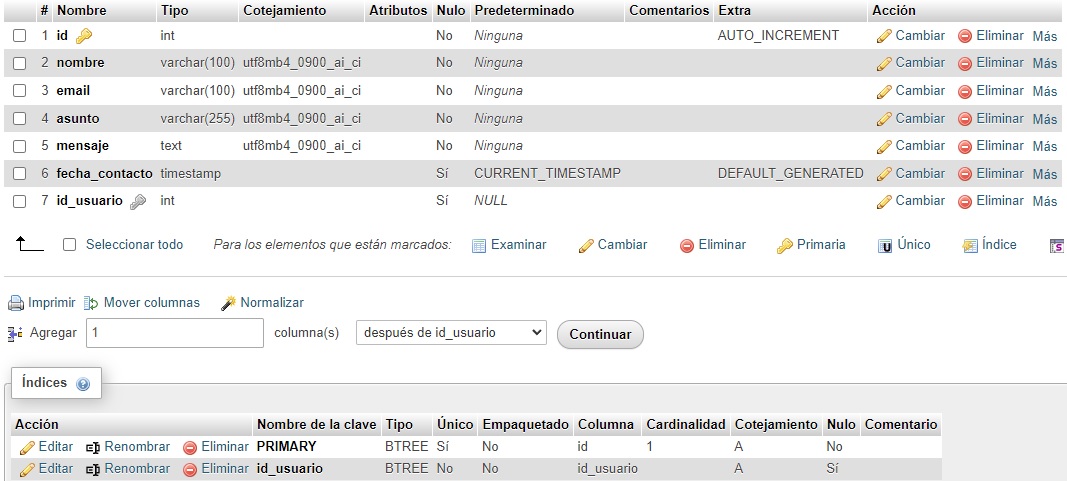 # Nombre Tipo Cotejamiento Atributos Nulo Predeterminado Comentarios Extra Acción
1 id int No Ninguna AUTO_INCREMENT Cambiar Eliminar Más
2 nombre varchar(100) utf8mb4_0900_ai_ci No Ninguna Cambiar Eliminar Más
3 email varchar(100) utf8mb4_0900_ai_ci No Ninguna Cambiar Eliminar Más
4 asunto varchar(255) utf8mb4_0900_ai_ci No Ninguna Cambiar Eliminar Más
5 mensaje text utf8mb4_0900_ai_ci No Ninguna Cambiar Eliminar Más
6 fecha_contacto timestamp Sí CURRENT_TIMESTAMP DEFAULT_GENERATED Cambiar Eliminar Más
7 id_usuario int Sí NULL Cambiar Eliminar Más
Seleccionar todo Para los elementos que están marcados: Examinar Cambiar Eliminar Primaria U Único Índice S
Imprimir Mover columnas Normalizar
Agregar 1 columna(s) después de id_usuario Continuar
Índices
Acción Nombre de la clave Tipo Único Empaquetado Columna Cardinalidad Cotejamiento Nulo Comentario
Editar Renombrar Eliminar PRIMARY BTREE Sí No id 1 A No
Editar Renombrar Eliminar id_usuario BTREE No No id_usuario A Sí